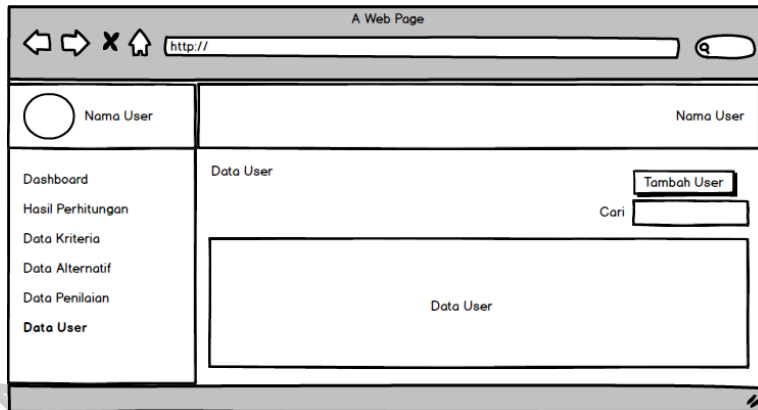 A Web Page
http://
Nama User
Nama User
Dashboard
Hasil Perhitungan
Data Kriteria
Data Alternatif
Data Penilaian
Data User
Data User
Tambah User
Cari
Data User